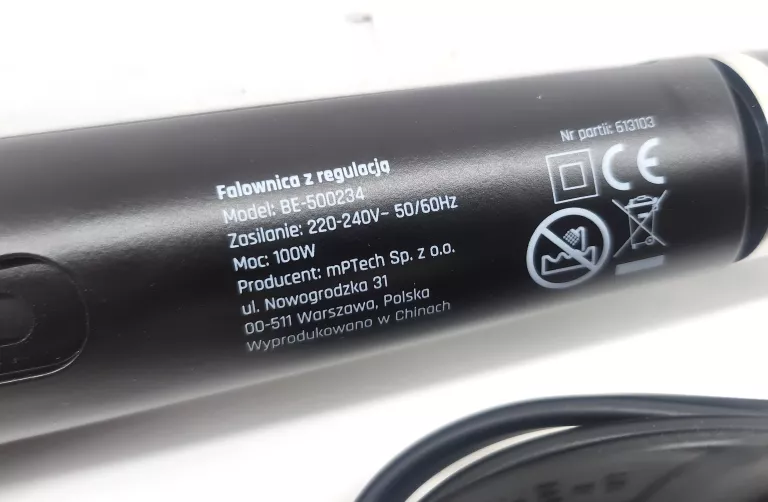 Falownica z regulacją
Model: BE-500234
Zasilanie: 220-240V~ 50/60Hz
Moc: 100W
Producent: mPTech Sp. z o.o.
ul. Nowogrodzka 31
00-511 Warszawa, Polska
Wyprodukowano w Chinach
Nr partii: 613103
CE